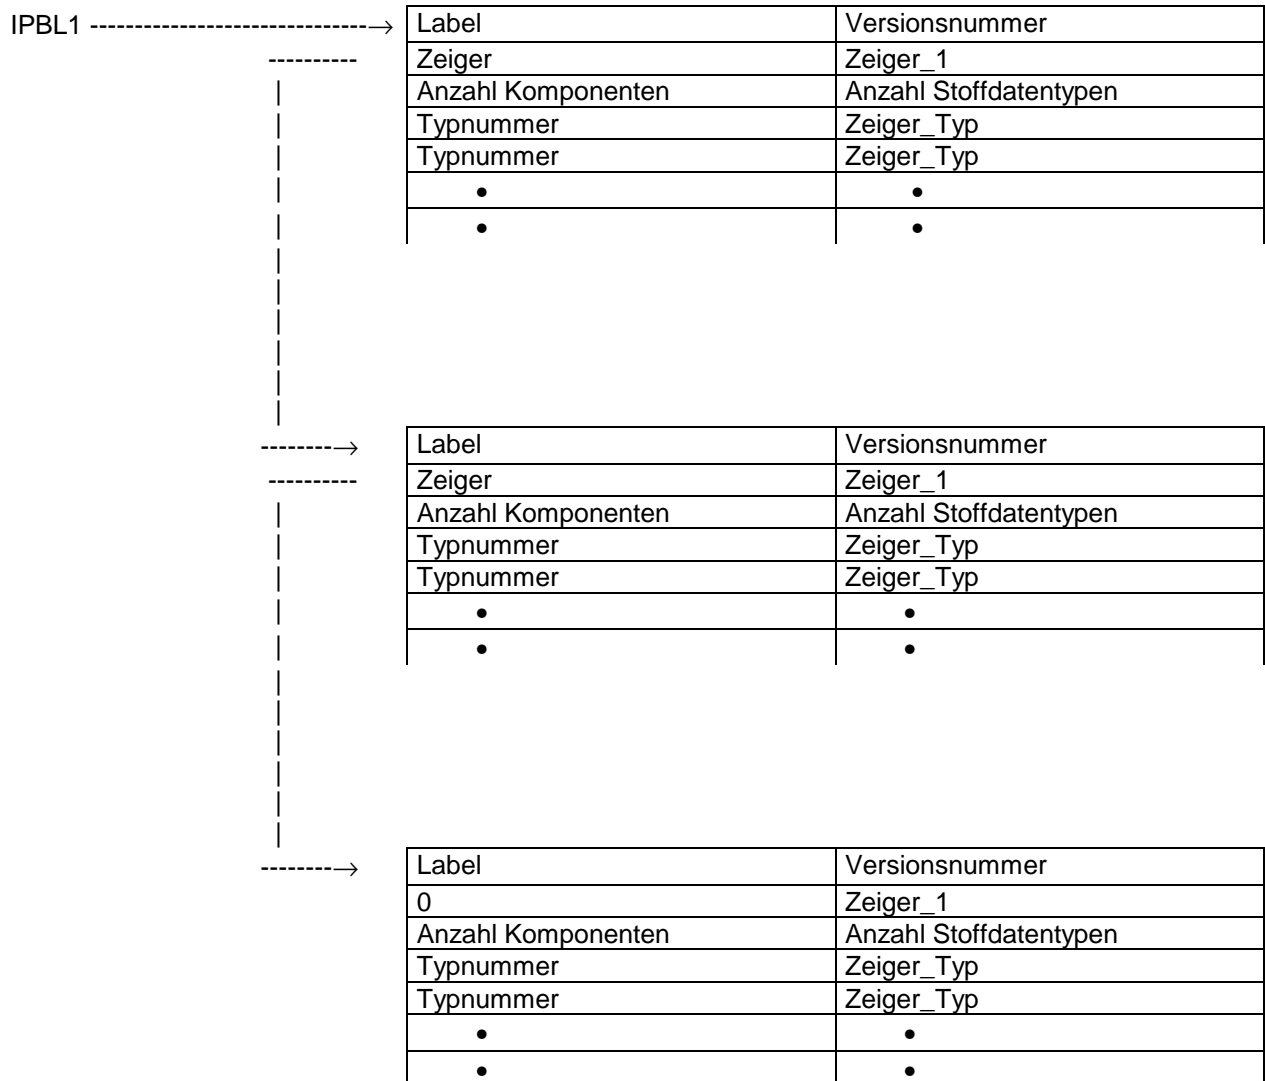 IPBL1 ----------------------------------→ Label Versionsnummer
---------- Zeiger Zeiger_1
Anzahl Komponenten Anzahl Stoffdatentypen
Typnummer Zeiger_Typ
Typnummer Zeiger_Typ
• •
• •
--------→ Label Versionsnummer
---------- Zeiger Zeiger_1
Anzahl Komponenten Anzahl Stoffdatentypen
Typnummer Zeiger_Typ
Typnummer Zeiger_Typ
• •
• •
--------→ Label Versionsnummer
0 Zeiger_1
Anzahl Komponenten Anzahl Stoffdatentypen
Typnummer Zeiger_Typ
Typnummer Zeiger_Typ
• •
• •